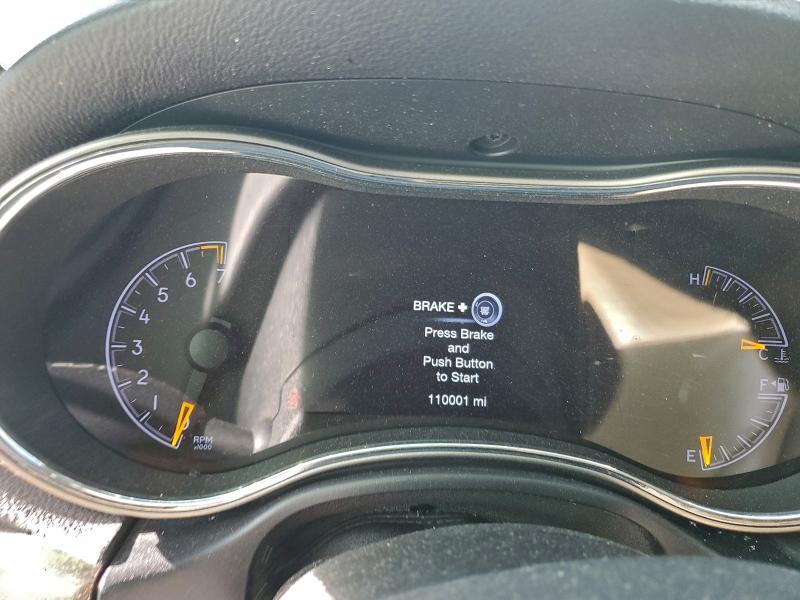 7
6
5
4
3
2
1
0
RPM
x1000
BRAKE +
Press Brake
and
Push Button
to Start
110001 mi
H
C
F
E